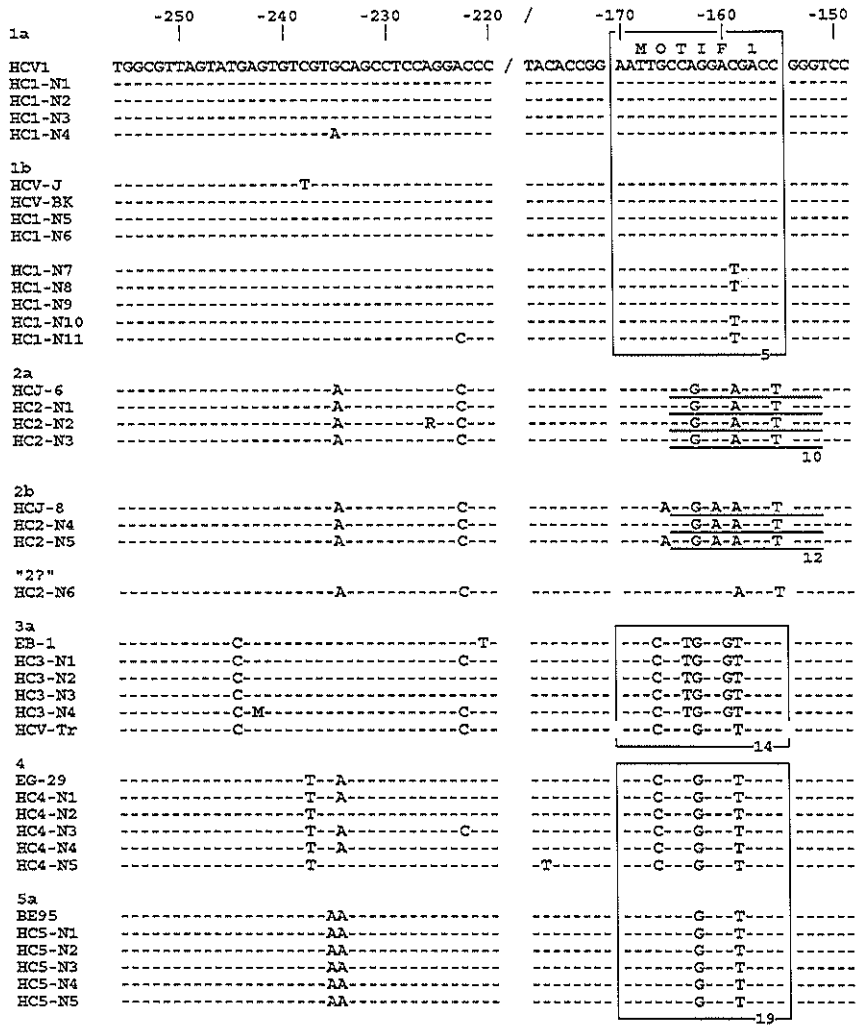 -250 -240 -230 -220 / -170 -160 -150
1a
M O T I F 1
HCV1 TGGCGTTAGTATGAGTGTCGTGCAGCCTCCAGGACCC / TACACCGG AATTGCCAGGACGACC GGGTCC
HC1-N1 ------------------------------------- -------- ---------------- ------
HC1-N2 ------------------------------------- -------- ---------------- ------
HC1-N3 ------------------------------------- -------- ---------------- ------
HC1-N4 ---------------------A--------------- -------- ---------------- ------
1b
HCV-J ------------------T------------------ -------- ---------------- ------
HCV-BK ------------------------------------- -------- ---------------- ------
HC1-N5 ------------------------------------- -------- ---------------- ------
HC1-N6 ------------------------------------- -------- ---------------- ------
HC1-N7 ------------------------------------- -------- -----------T---- ------
HC1-N8 ------------------------------------- -------- -----------T---- ------
HC1-N9 ------------------------------------- -------- ---------------- ------
HC1-N10 ------------------------------------- -------- -----------T---- ------
HC1-N11 ---------------------------------C--- -------- -----------T---- ------
5
2a
HCJ-6 ---------------------A-----------C--- -------- -------G---A---T ------
HC2-N1 ---------------------A-----------C--- -------- -------G---A---T ------
HC2-N2 ---------------------A--------R--C--- -------- -------G---A---T ------
HC2-N3 ---------------------A-----------C--- -------- -------G---A---T ------
10
2b
HCJ-8 ---------------------A-----------C--- -------- ----A--G-A-A---T ------
HC2-N4 ---------------------A-----------C--- -------- -------G-A-A---T ------
HC2-N5 ---------------------A-----------C--- -------- ----A--G-A-A---T ------
12
"2?"
HC2-N6 ---------------------A-----------C--- -------- -----------A---T ------
3a
EB-1 ------------C----------------------T- -------- ----C--TG--GT--- ------
HC3-N1 ------------C--------------------C--- -------- ----C--TG--GT--- ------
HC3-N2 ------------C------------------------ -------- ----C--TG--GT--- ------
HC3-N3 ------------C------------------------ -------- ----C--TG--GT--- ------
HC3-N4 ------------C-M------------------C--- -------- ----C--TG--GT--- ------
HCV-Tr ------------C--------------------C--- -------- ----C---G---T--- ------
14
4
EG-29 ------------------T--A--------------- -------- ----C---G---T--- ------
HC4-N1 ------------------T--A--------------- -------- ----C---G---T--- ------
HC4-N2 ------------------T------------------ -------- ----C---G---T--- ------
HC4-N3 ------------------T--A-----------C--- -------- ----C---G---T--- ------
HC4-N4 ------------------T--A--------------- -------- ----C---G---T--- ------
HC4-N5 ------------------T------------------ -T------ ----C---G---T--- ------
5a
BE95 --------------------AA--------------- -------- --------G---T--- ------
HC5-N1 --------------------AA--------------- -------- --------G---T--- ------
HC5-N2 --------------------AA--------------- -------- --------G---T--- ------
HC5-N3 --------------------AA--------------- -------- --------G---T--- ------
HC5-N4 --------------------AA--------------- -------- --------G---T--- ------
HC5-N5 --------------------AA--------------- -------- --------G---T--- ------
19